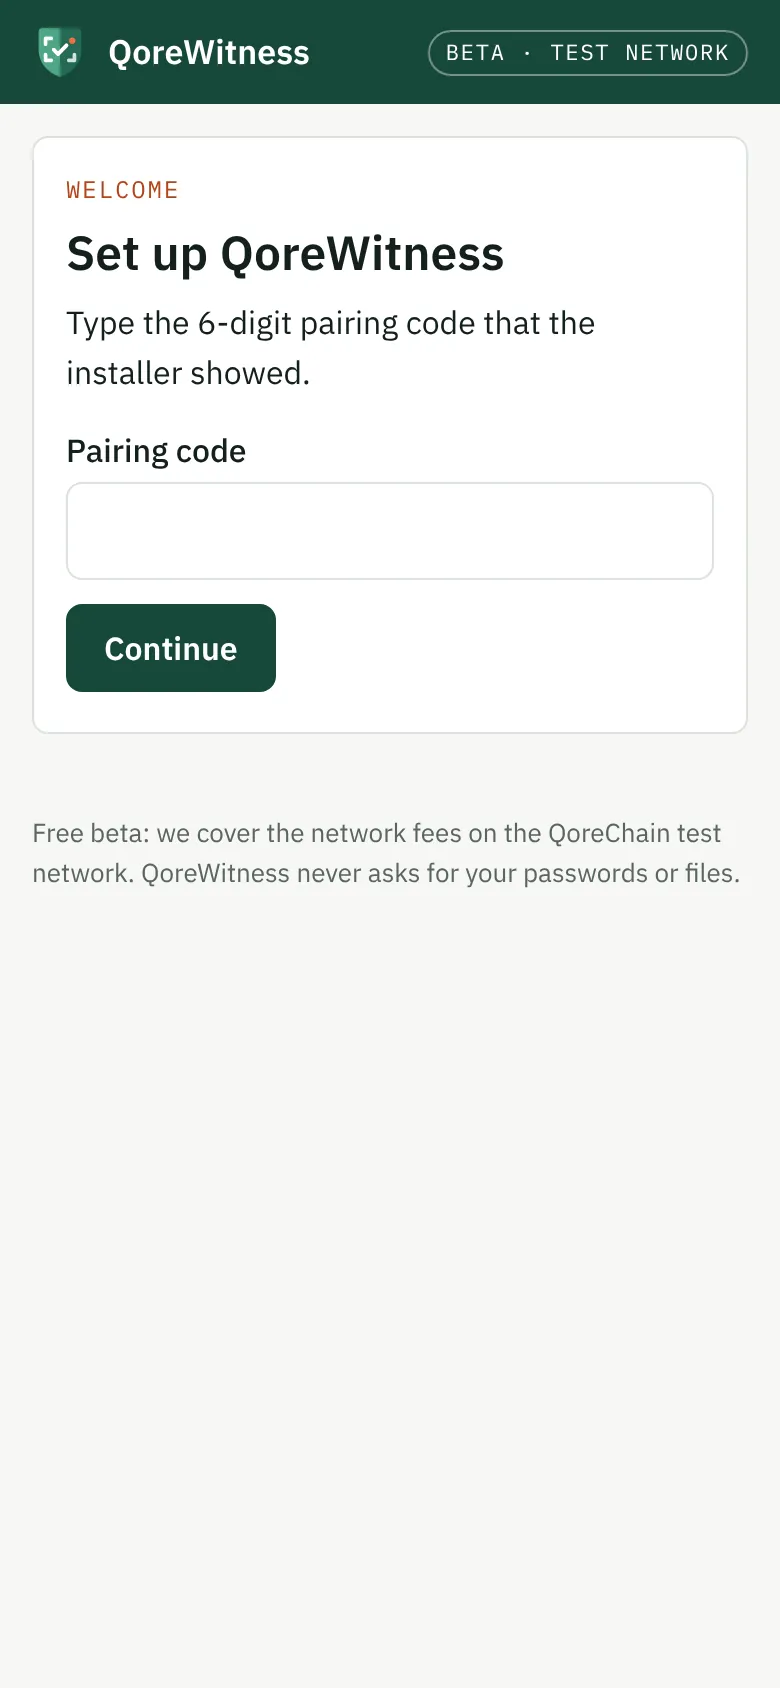 QoreWitness
BETA · TEST NETWORK
WELCOME
Set up QoreWitness
Type the 6-digit pairing code that the
installer showed.
Pairing code
Continue
Free beta: we cover the network fees on the QoreChain test
network. QoreWitness never asks for your passwords or files.